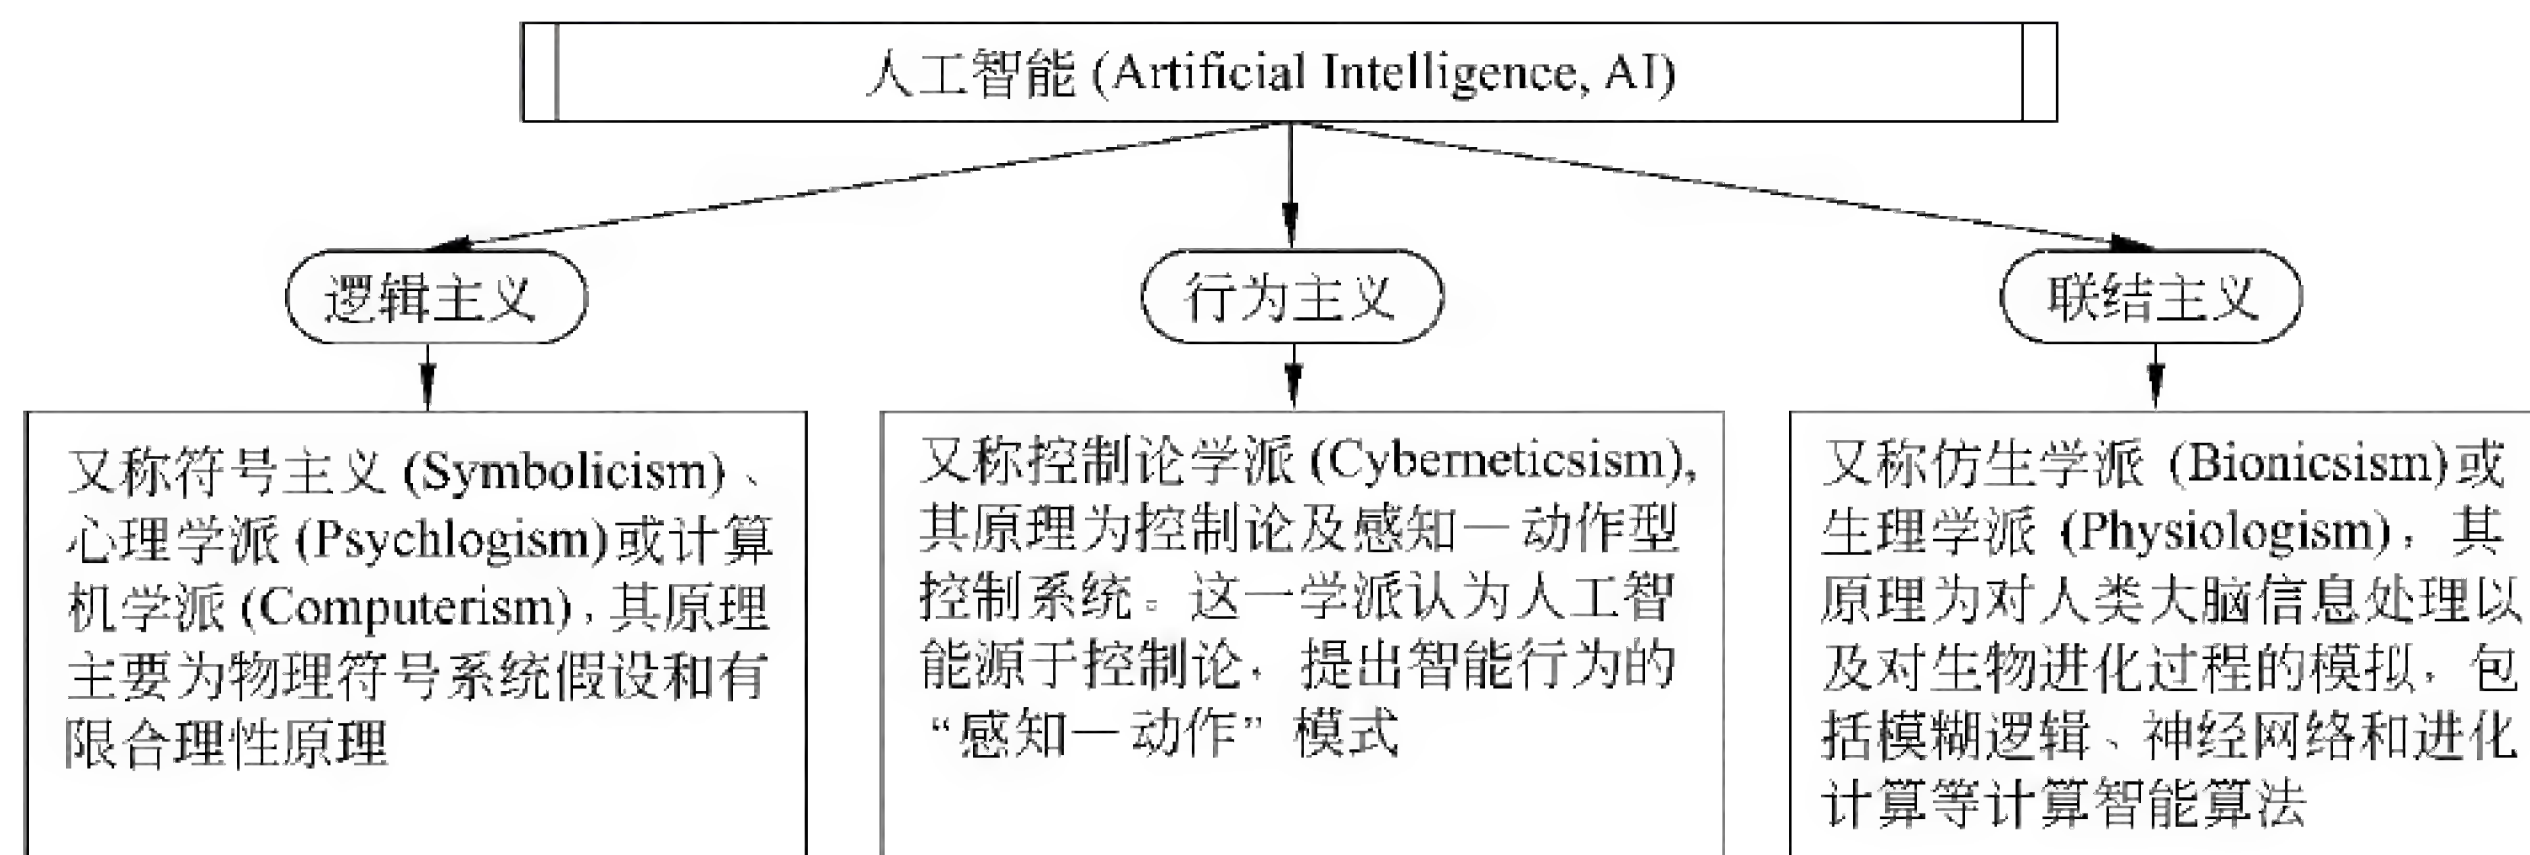 人工智能 (Artificial Intelligence, AI)
逻辑主义
行为主义
联结主义
又称符号主义 (Symbolicism)、
心理学派 (Psychlogism)或计算
机学派 (Computerism), 其原理
主要为物理符号系统假设和有
限合理性原理
又称控制论学派 (Cyberneticsism),
其原理为控制论及感知—动作型
控制系统。这一学派认为人工智
能源于控制论，提出智能行为的
“感知—动作”模式
又称仿生学派 (Bionicsism)或
生理学派 (Physiologism)，其
原理为对人类大脑信息处理以
及对生物进化过程的模拟，包
括模糊逻辑、神经网络和进化
计算等计算智能算法